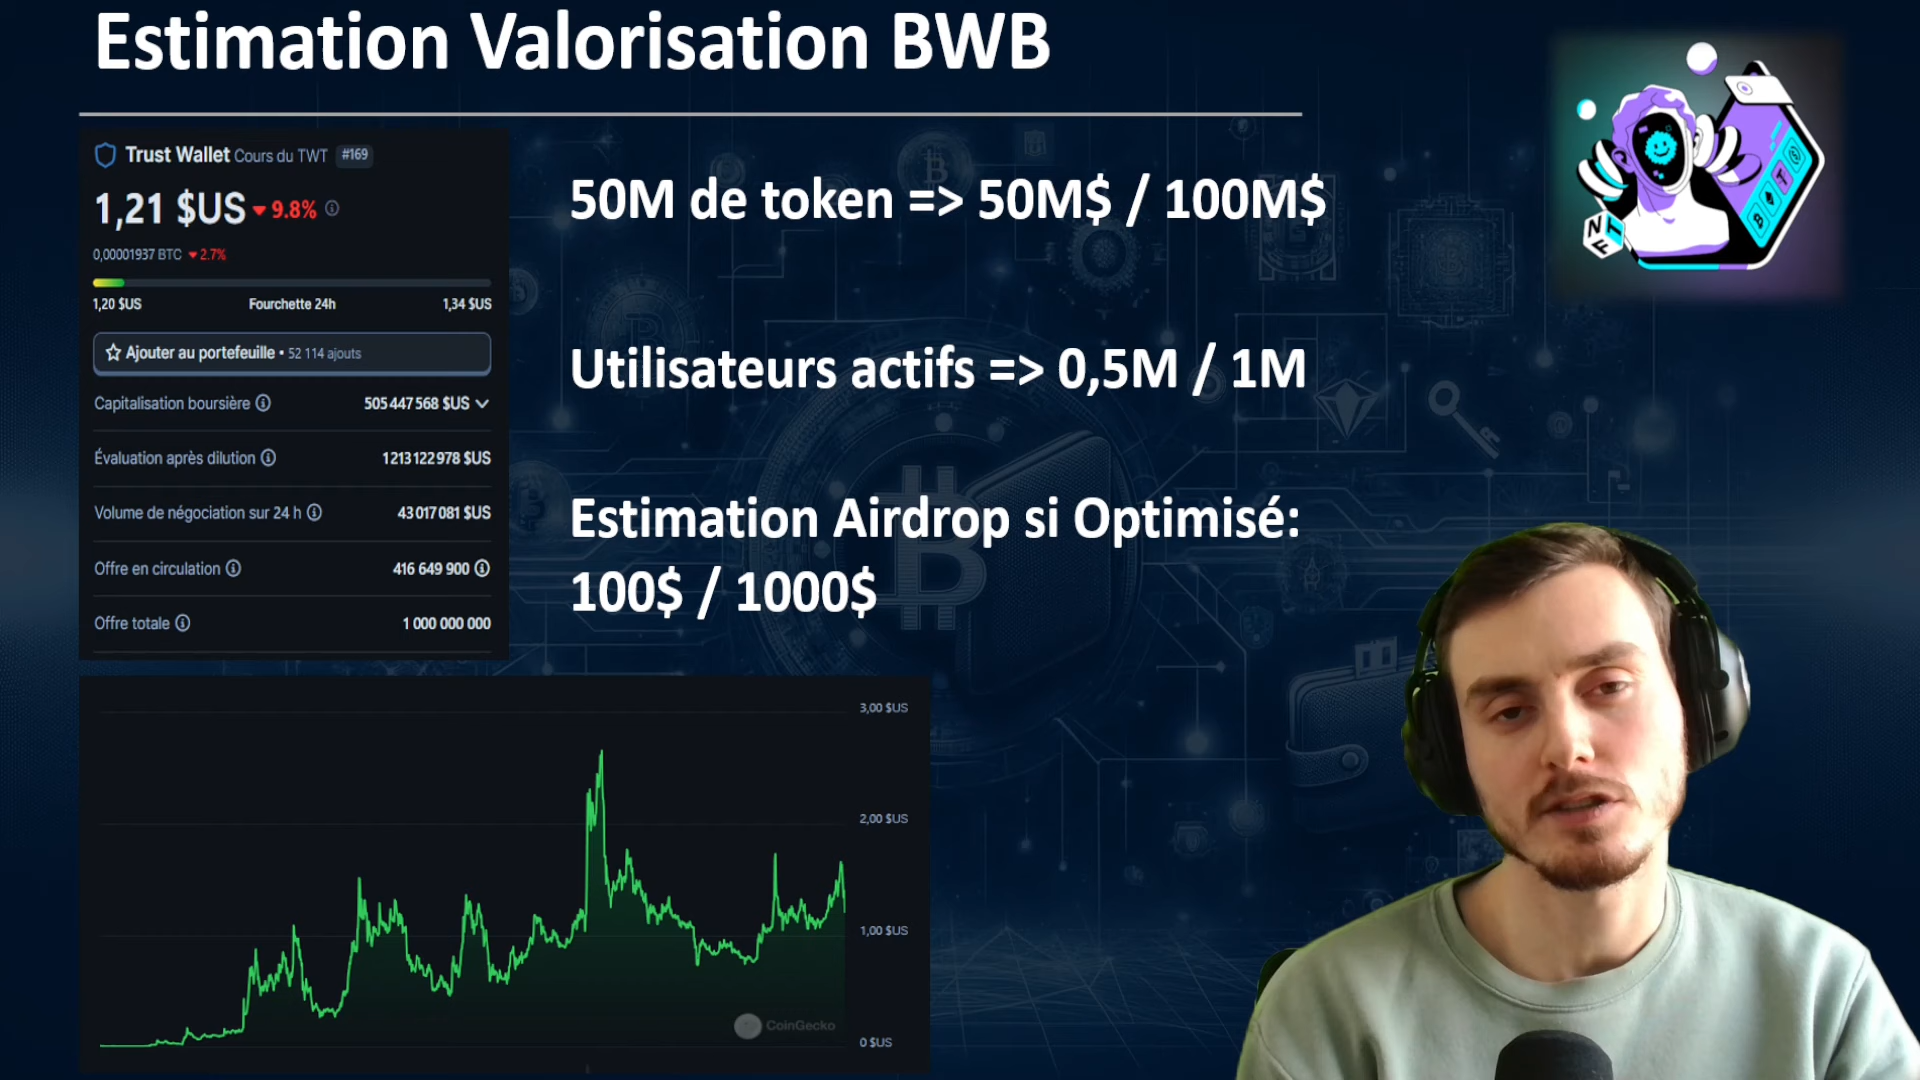 Estimation Valorisation BWB
Trust Wallet Cours du TWT #169
1,21 $US ▼ 9.8%
0,00001937 BTC ▼ 2.7%
1,20 $US Fourchette 24h 1,34 $US
Ajouter au portefeuille • 52 114 ajouts
Capitalisation boursière 505 447 568 $US
Évaluation après dilution 1 213 122 978 $US
Volume de négociation sur 24 h 43 017 081 $US
Offre en circulation 416 649 900
Offre totale 1 000 000 000
50M de token => 50M$ / 100M$
Utilisateurs actifs => 0,5M / 1M
Estimation Airdrop si Optimisé:
100$ / 1000$
NFT
3,00 $US
2,00 $US
1,00 $US
CoinGecko
0 $US